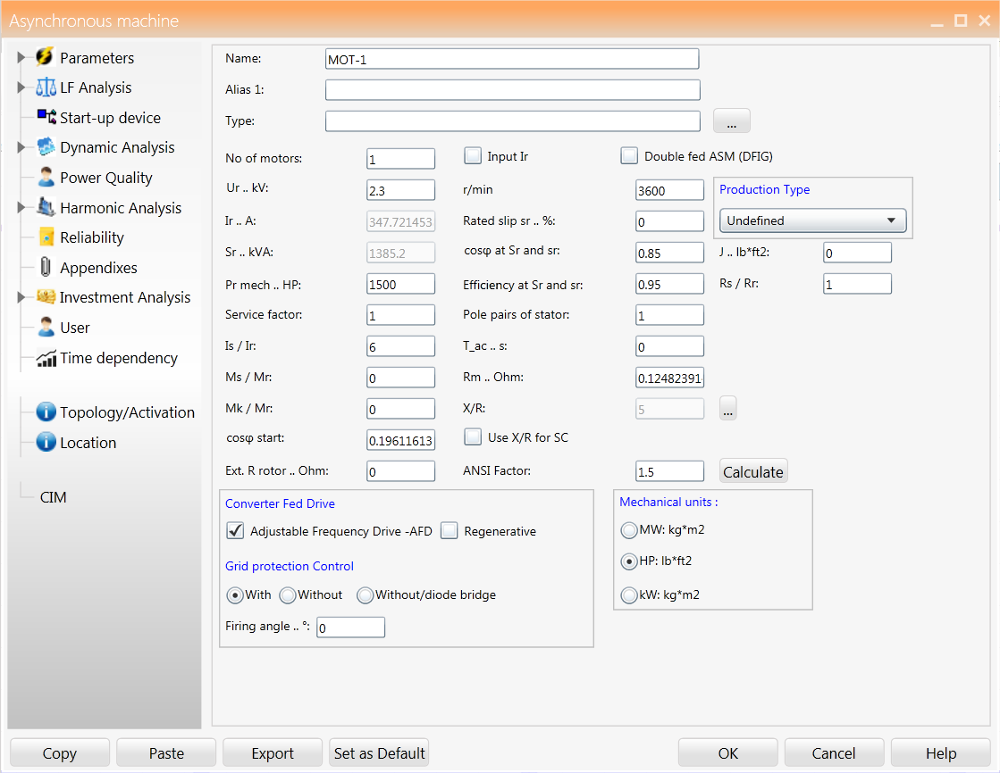 Asynchronous machine
Parameters
LF Analysis
Start-up device
Dynamic Analysis
Power Quality
Harmonic Analysis
Reliability
Appendixes
Investment Analysis
User
Time dependency
Topology/Activation
Location
CIM
Name: MOT-1
Alias 1:
Type: ...
No of motors: 1 Input Ir Double fed ASM (DFIG)
Ur .. kV: 2.3 r/min 3600 Production Type
Ir .. A: 347.721453 Rated slip sr .. %: 0 Undefined
Sr .. kVA: 1385.2 cosφ at Sr and sr: 0.85 J .. lb*ft2: 0
Pr mech .. HP: 1500 Efficiency at Sr and sr: 0.95 Rs / Rr: 1
Service factor: 1 Pole pairs of stator: 1
Is / Ir: 6 T_ac .. s: 0
Ms / Mr: 0 Rm .. Ohm: 0.1248239
Mk / Mr: 0 X/R: 5 ...
cosφ start: 0.19611613 Use X/R for SC
Ext. R rotor .. Ohm: 0 ANSI Factor: 1.5 Calculate
Converter Fed Drive
Adjustable Frequency Drive -AFD Regenerative
Grid protection Control
With Without Without/diode bridge
Firing angle .. °: 0
Mechanical units :
MW: kg*m2
HP: lb*ft2
kW: kg*m2
Copy Paste Export Set as Default OK Cancel Help